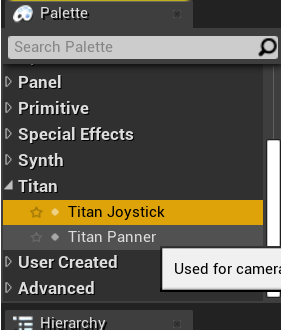 Palette
Search Palette
Panel
Primitive
Special Effects
Synth
Titan
Titan Joystick
Titan Panner
User Created
Used for camera
Advanced
Hierarchy